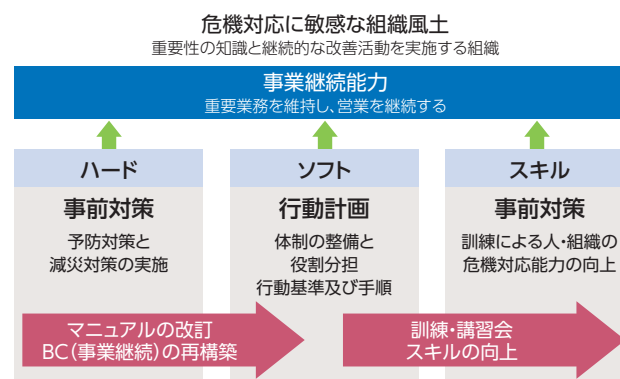 危機対応に敏感な組織風土
重要性の知識と継続的な改善活動を実施する組織
事業継続能力
重要業務を維持し、営業を継続する
ハード
事前対策
予防対策と
減災対策の実施
ソフト
行動計画
体制の整備と
役割分担
行動基準及び手順
スキル
事前対策
訓練による人・組織の
危機対応能力の向上
マニュアルの改訂
BC(事業継続)の再構築
訓練・講習会
スキルの向上